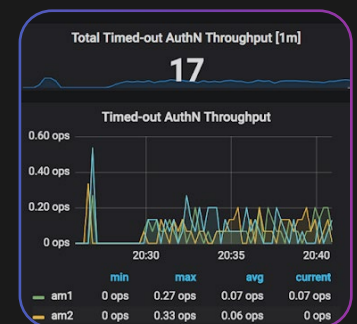 Total Timed-out AuthN Throughput [1m]
17
Timed-out AuthN Throughput
0.60 ops
0.40 ops
0.20 ops
0 ops
20:30 20:35 20:40
min max avg current
am1 0 ops 0.27 ops 0.07 ops 0.07 ops
am2 0 ops 0.33 ops 0.06 ops 0 ops